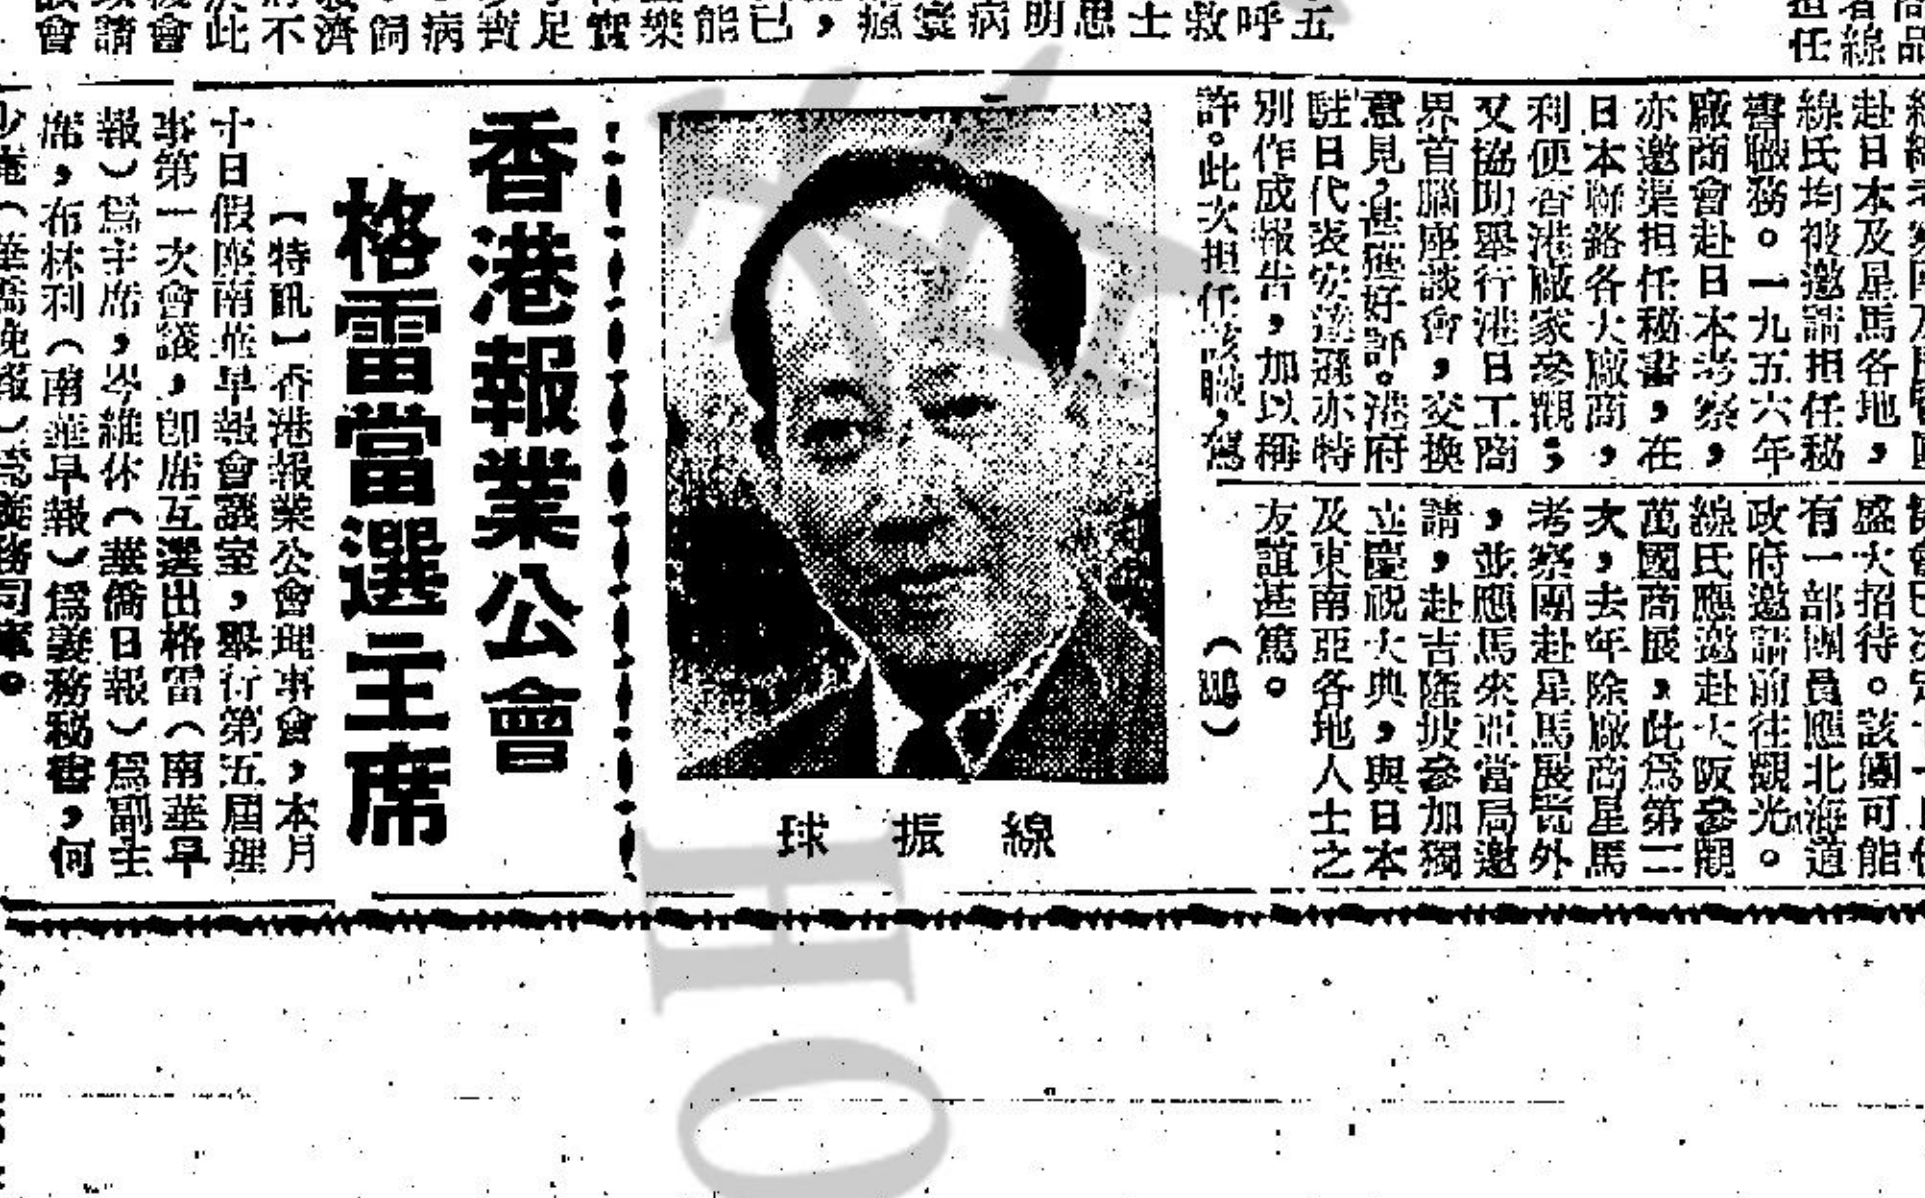 五
呼
救
士
思
明
病
瘋，
已
能
樂
實
足
費
病
飼
濟
不
此
會
請
會
担任
線
品
赴日本及星馬各地，
線氏均被邀請担任秘
書職務。一九五六年
廠商會赴日本考察，
亦邀渠担任秘書，在
日本聯絡各大廠商，
利便香港廠家參觀；
又協助舉行港日工商
界首腦座談會，交換
意見，甚獲好評。港府
駐日代表安達遜亦特
別作成報告，加以稱
許。此次担任該職，為
盛大招待。該團可能
有一部團員應北海道
政府邀請前往觀光。
線氏應邀赴大阪參觀
萬國商展，此為第二
次，去年除廠商星馬
考察團赴星馬展覽外
，並應馬來亞當局邀
請，赴吉隆坡參加獨
立慶祝大典，與日本
及東南亞各地人士之
友誼甚篤。
線振球
香港報業公會
格雷當選主席
【特訊】香港報業公會理事會，本月
十日假座南華早報會議室，舉行第五屆理
事第一次會議，即席互選出格雷（南華早
報）為主席，岑維休（華僑日報）為副主
席，布林利（南華早報）為義務秘書，何
少庵（華僑晚報）為義務司庫。
HO